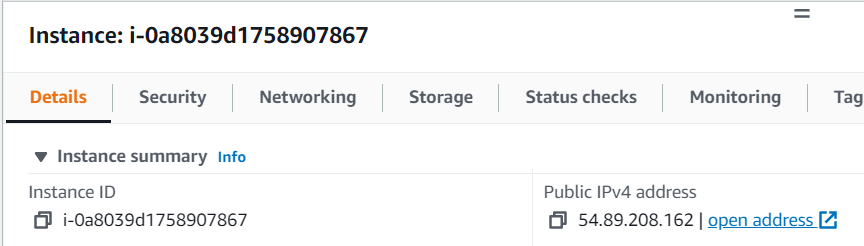 Instance: i-0a8039d1758907867
Details Security Networking Storage Status checks Monitoring Tag
Instance summary Info
Instance ID Public IPv4 address
i-0a8039d1758907867 54.89.208.162 | open address